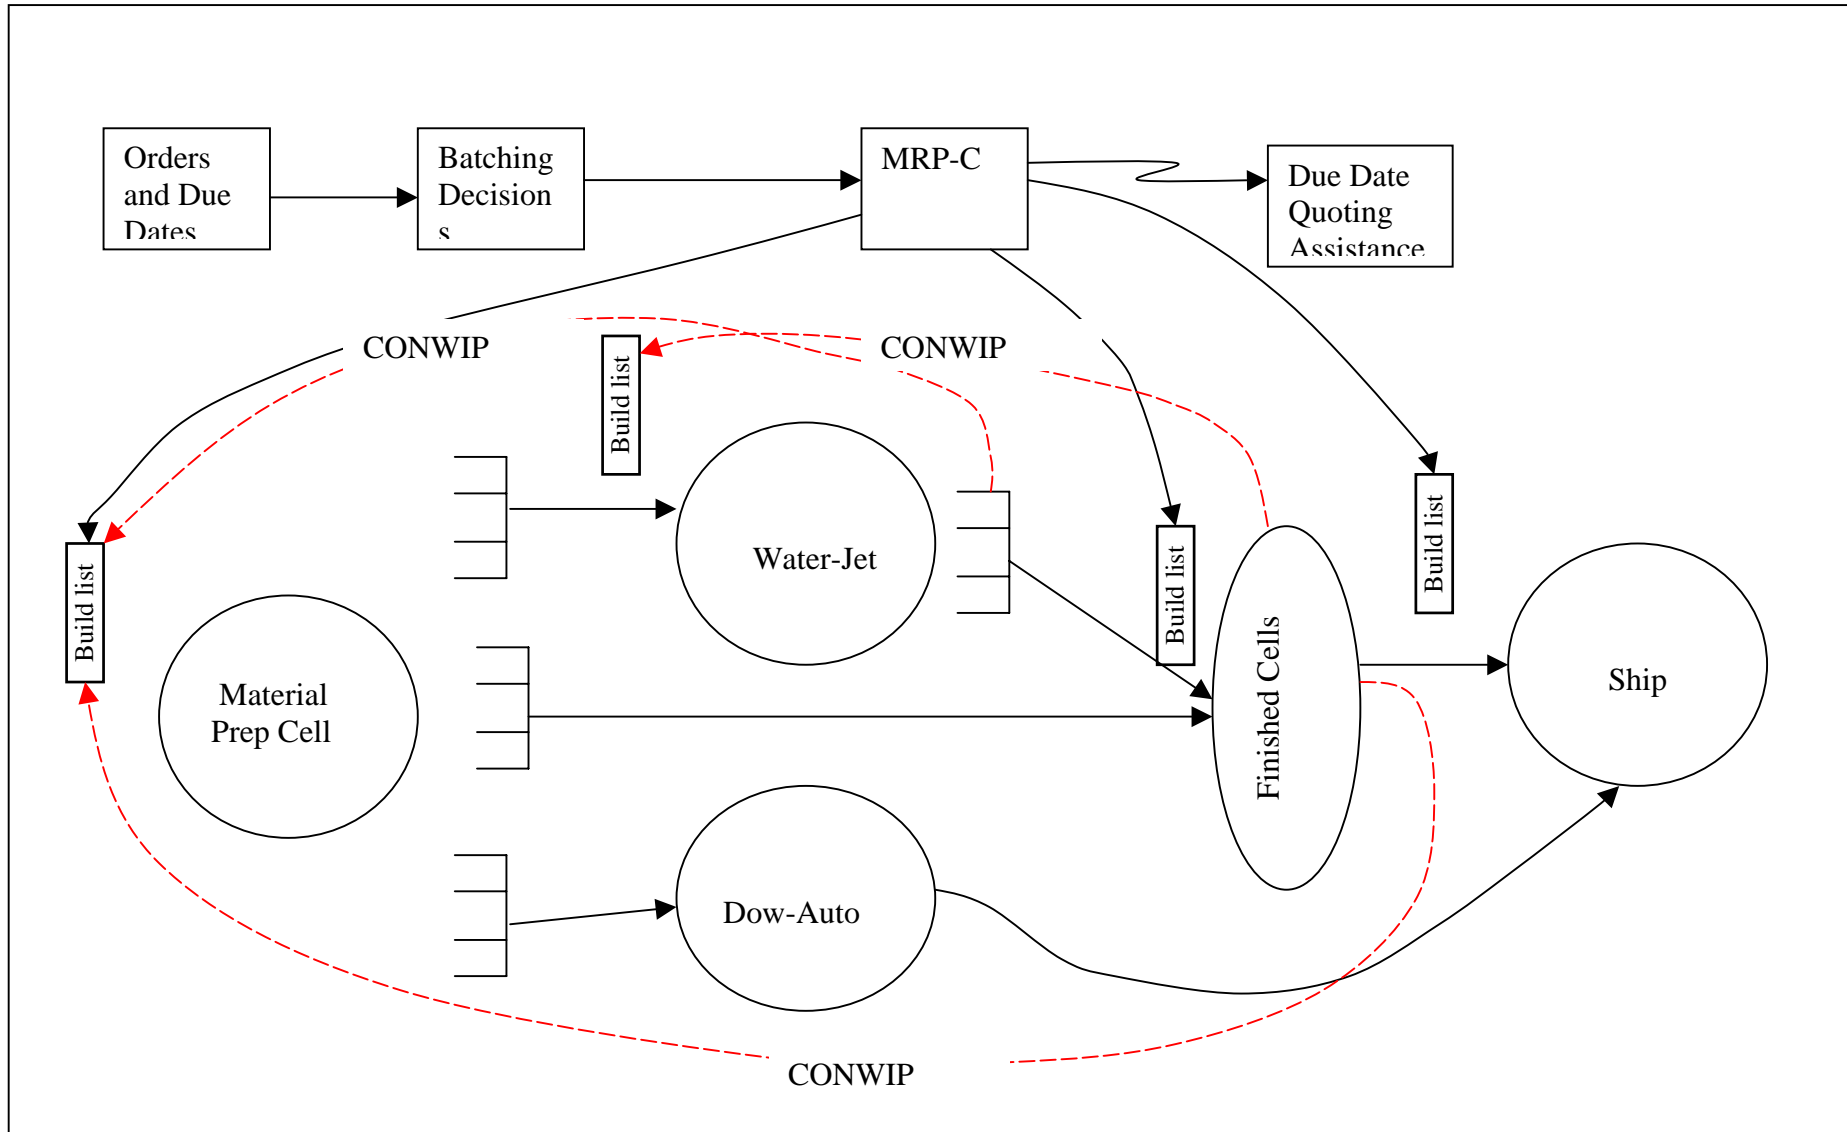 Orders
and Due
Dates
Batching
Decision
s
MRP-C
Due Date
Quoting
Assistance
CONWIP
CONWIP
Build list
Build list
Build list
Build list
Water-Jet
Material
Prep Cell
Finished Cells
Ship
Dow-Auto
CONWIP